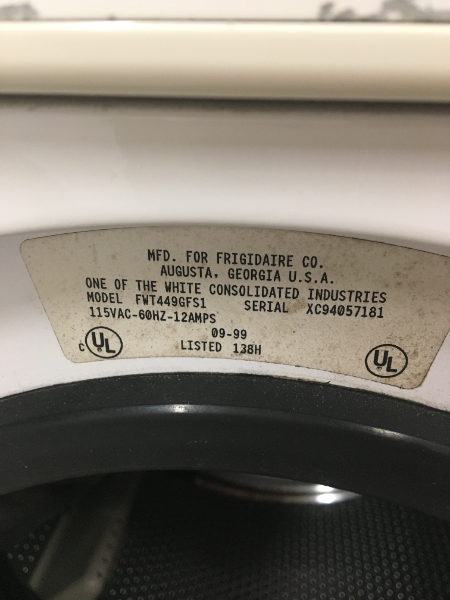 MFD. FOR FRIGIDAIRE CO.
AUGUSTA, GEORGIA U.S.A.
ONE OF THE WHITE CONSOLIDATED INDUSTRIES
MODEL FWT449GFS1 SERIAL XC94057181
115VAC-60HZ-12AMPS
09-99
LISTED 138H
C UL
UL